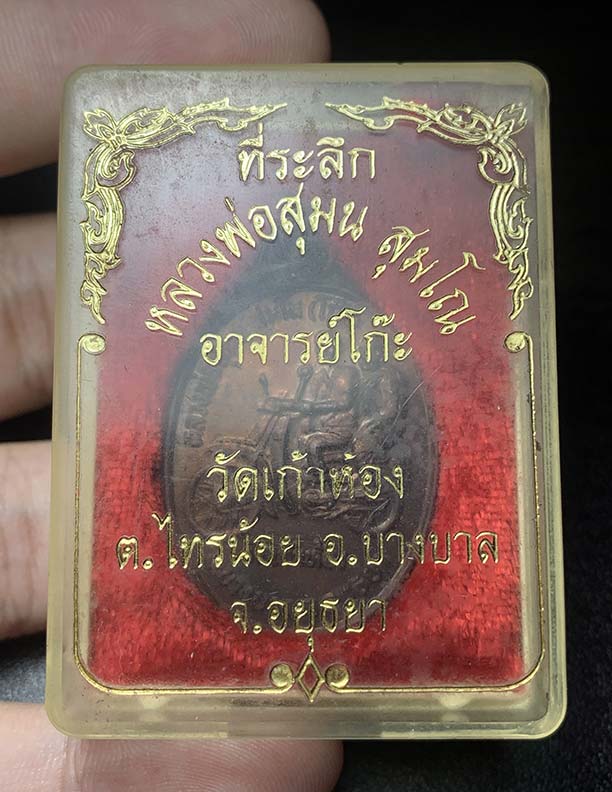 ที่ระลึก
หลวงพ่อสุมน สุมโณ
อาจารย์โก๊ะ
วัดเก้าห้อง
ต.ไทรน้อย อ.บางบาล
จ.อยุธยา